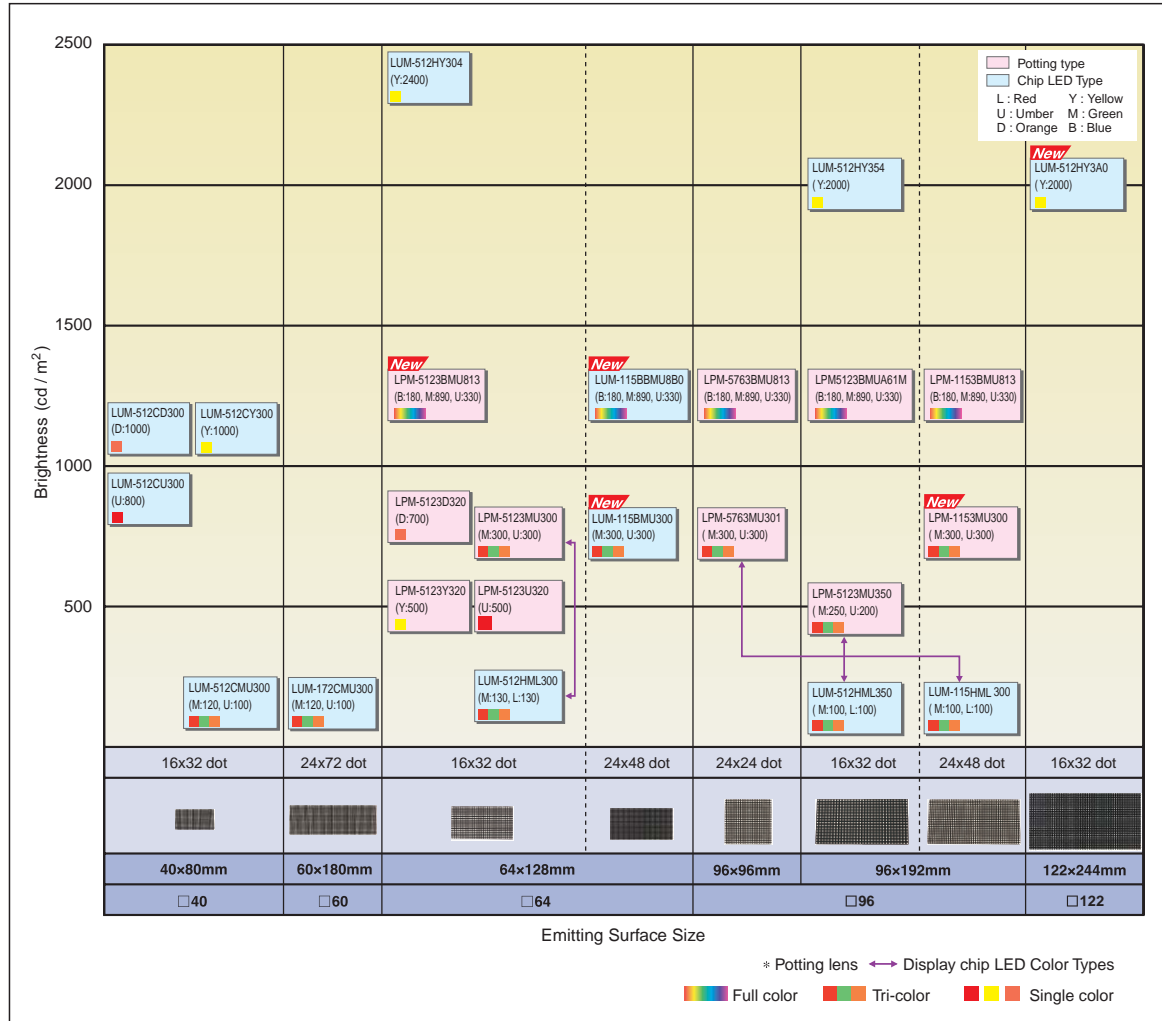 2500
2000
1500
1000
500
Brightness (cd / m²)
Potting type
Chip LED Type
L : Red Y : Yellow
U : Umber M : Green
D : Orange B : Blue
LUM-512HY304
(Y:2400)
LUM-512HY354
( Y:2000)
New
LUM-512HY3A0
( Y:2000)
New
LPM-5123BMU813
(B:180, M:890, U:330)
New
LUM-115BBMU8B0
(B:180, M:890, U:330)
LPM-5763BMU813
(B:180, M:890, U:330)
LPM5123BMUA61M
(B:180, M:890, U:330)
LPM-1153BMU813
(B:180, M:890, U:330)
LUM-512CD300
(D:1000)
LUM-512CY300
(Y:1000)
LUM-512CU300
(U:800)
LPM-5123D320
(D:700)
LPM-5123MU300
(M:300, U:300)
New
LUM-115BMU300
(M:300, U:300)
LPM-5763MU301
( M:300, U:300)
New
LPM-1153MU300
( M:300, U:300)
LPM-5123Y320
(Y:500)
LPM-5123U320
(U:500)
LPM-5123MU350
( M:250, U:200)
LUM-512CMU300
(M:120, U:100)
LUM-172CMU300
(M:120, U:100)
LUM-512HML300
(M:130, L:130)
LUM-512HML350
( M:100, L:100)
LUM-115HML 300
( M:100, L:100)
16x32 dot 24x72 dot 16x32 dot 24x48 dot 24x24 dot 16x32 dot 24x48 dot 16x32 dot
40×80mm 60×180mm 64×128mm 96×96mm 96×192mm 122×244mm
□40 □60 □64 □96 □122
Emitting Surface Size
* Potting lens ↔ Display chip LED Color Types
Full color Tri-color Single color